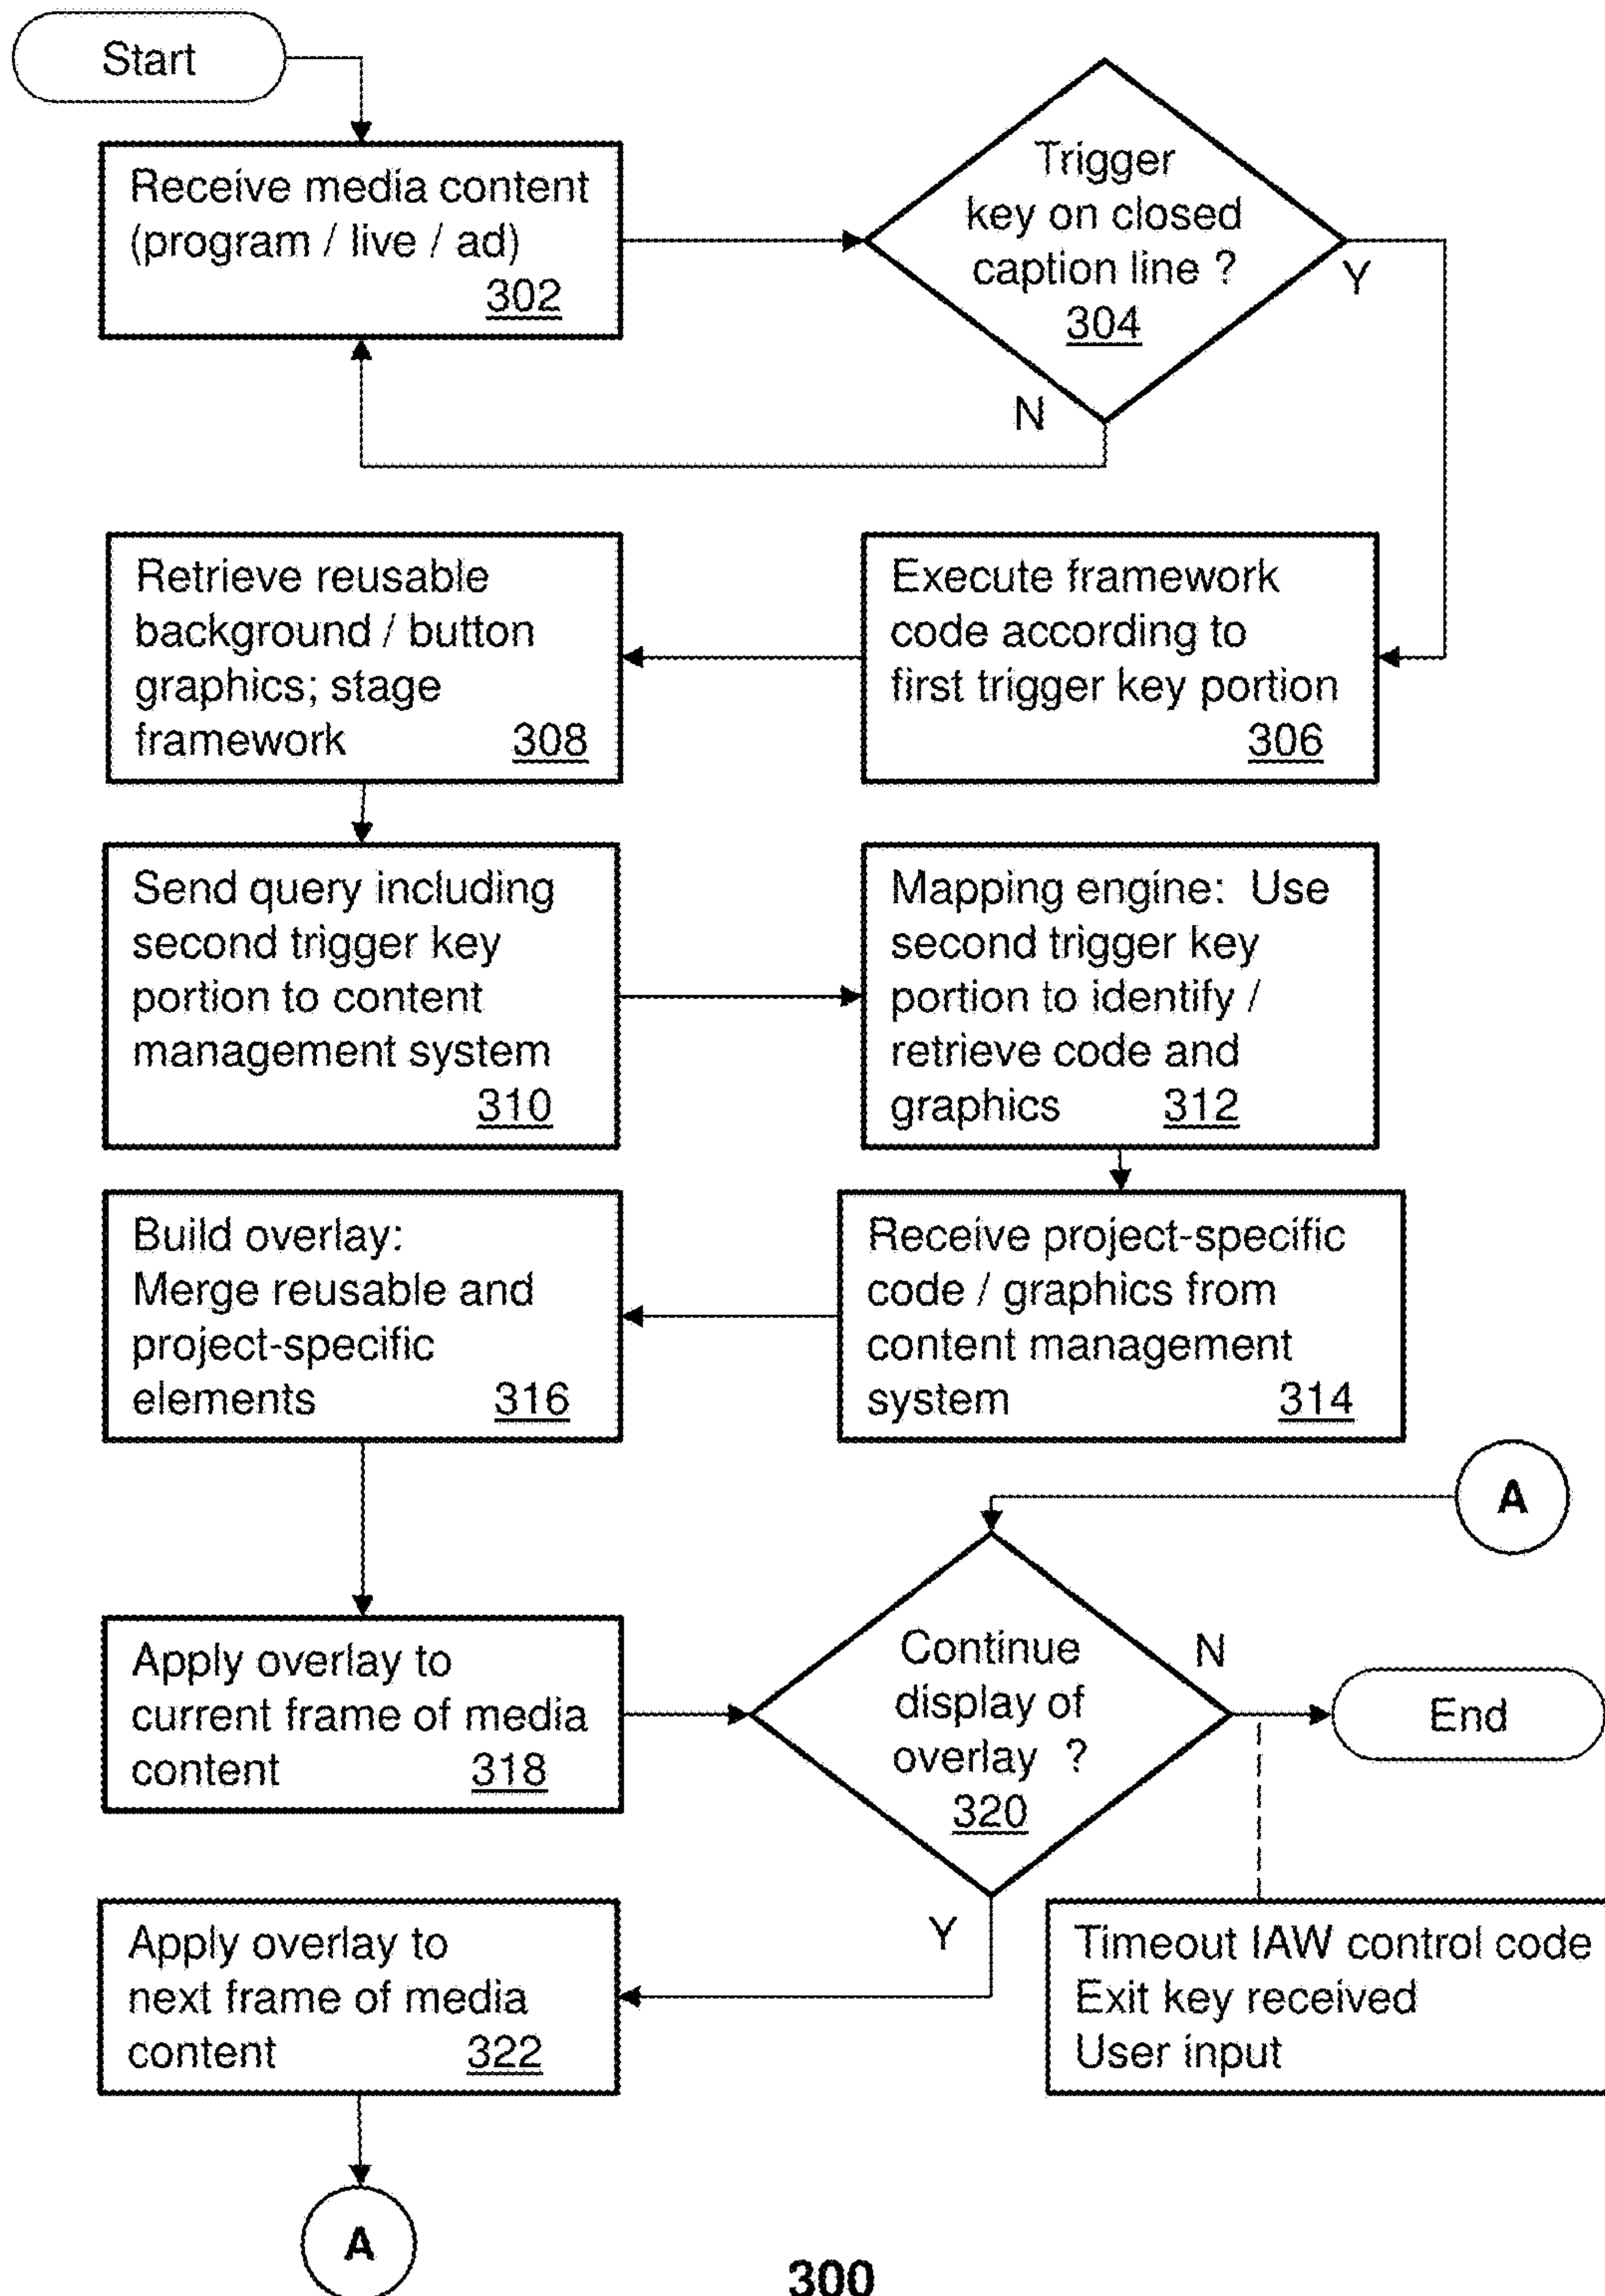 Start
Receive media content
(program / live / ad)
302
Trigger
key on closed
caption line ?
304
Y
N
Execute framework
code according to
first trigger key portion
306
Retrieve reusable
background / button
graphics; stage
framework 308
Send query including
second trigger key
portion to content
management system
310
Mapping engine: Use
second trigger key
portion to identify /
retrieve code and
graphics 312
Receive project-specific
code / graphics from
content management
system 314
Build overlay:
Merge reusable and
project-specific
elements 316
A
Apply overlay to
current frame of media
content 318
Continue
display of
overlay ?
320
N
End
Y
Timeout IAW control code
Exit key received
User input
Apply overlay to
next frame of media
content 322
A
300